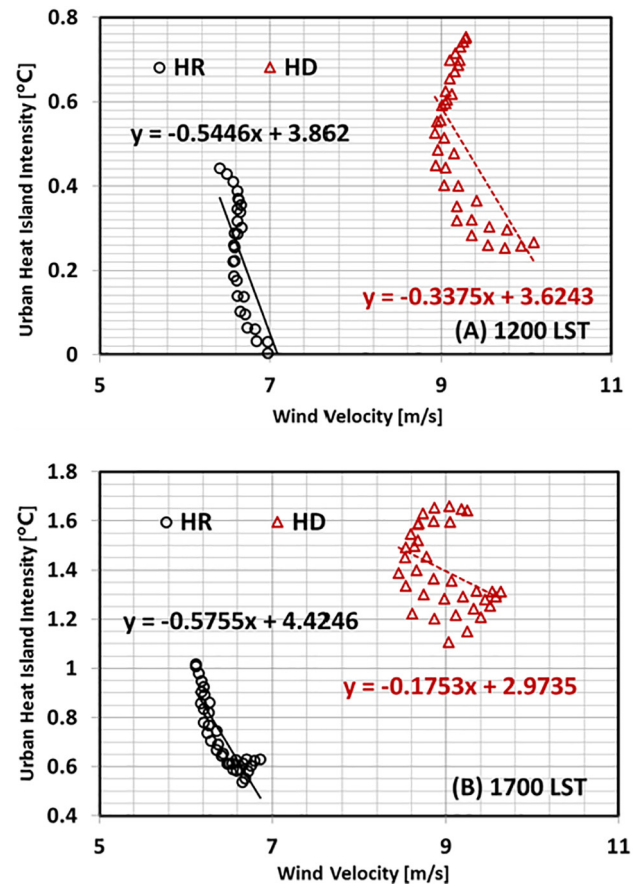 0.8
0.6
0.4
0.2
0
Urban Heat Island Intensity [°C]
HR HD
y = -0.5446x + 3.862
y = -0.3375x + 3.6243
(A) 1200 LST
5 7 9 11
Wind Velocity [m/s]
1.8
1.6
1.4
1.2
1
0.8
0.6
0.4
Urban Heat Island Intensity [°C]
HR HD
y = -0.5755x + 4.4246
y = -0.1753x + 2.9735
(B) 1700 LST
5 7 9 11
Wind Velocity [m/s]